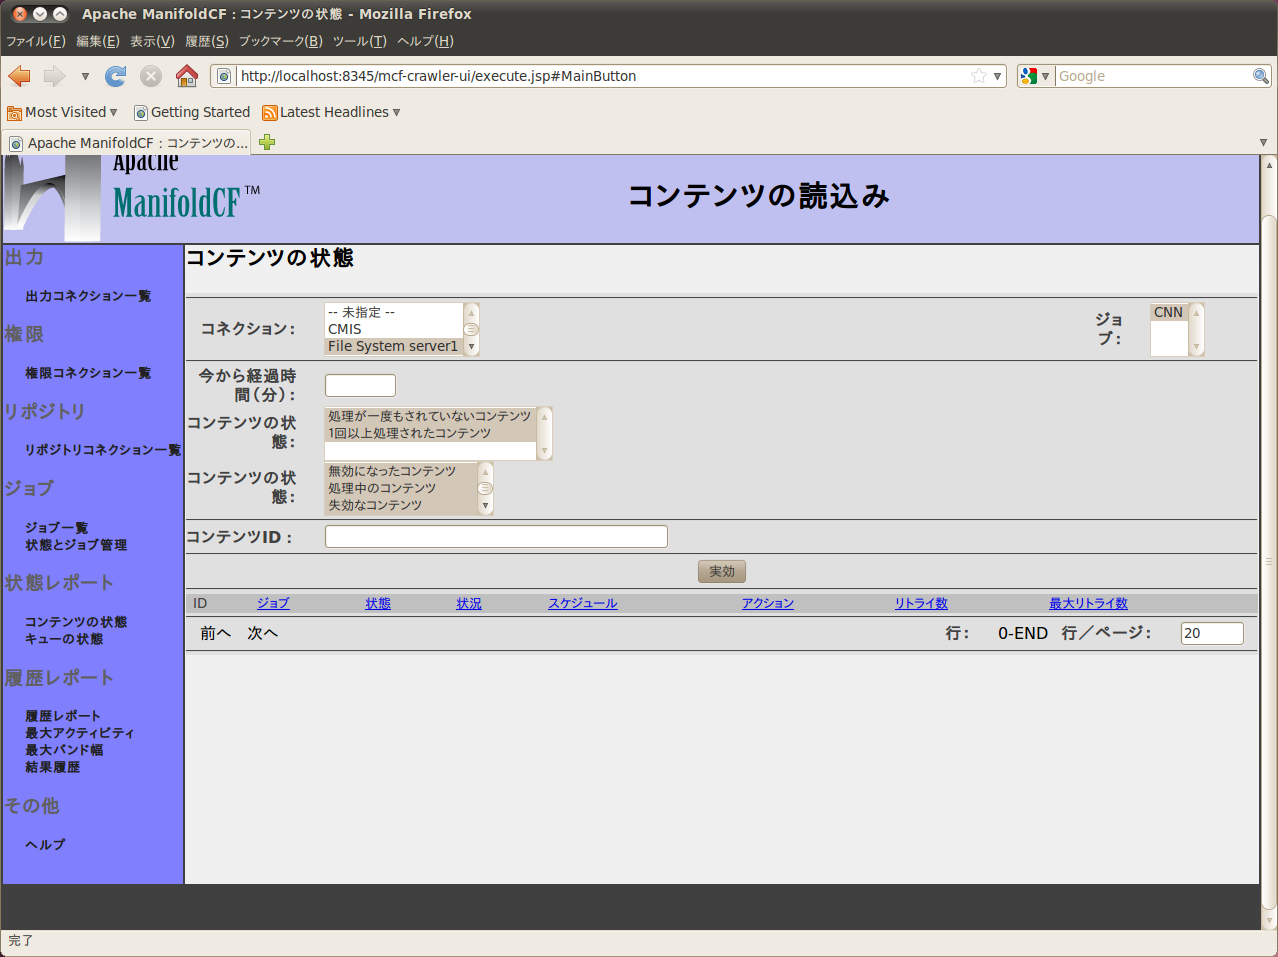 Apache ManifoldCF : コンテンツの状態 - Mozilla Firefox
ファイル(F) 編集(E) 表示(V) 履歴(S) ブックマーク(B) ツール(T) ヘルプ(H)
http://localhost:8345/mcf-crawler-ui/execute.jsp#MainButton
Google
Most Visited
Getting Started
Latest Headlines
Apache ManifoldCF : コンテンツの...
Apache
ManifoldCF TM
コンテンツの読込み
出力
出力コネクション一覧
権限
権限コネクション一覧
リポジトリ
リポジトリコネクション一覧
ジョブ
ジョブ一覧
状態とジョブ管理
状態レポート
コンテンツの状態
キューの状態
履歴レポート
履歴レポート
最大アクティビティ
最大バンド幅
結果履歴
その他
ヘルプ
コンテンツの状態
コネクション：
-- 未指定 --
CMIS
File System server1
ジョ
ブ：
CNN
今から経過時
間（分）：
コンテンツの状
態：
処理が一度もされていないコンテンツ
1回以上処理されたコンテンツ
コンテンツの状
態：
無効になったコンテンツ
処理中のコンテンツ
失効なコンテンツ
コンテンツID：
実効
ID ジョブ 状態 状況 スケジュール アクション リトライ数 最大リトライ数
前へ 次へ 行： 0-END 行／ページ： 20
完了